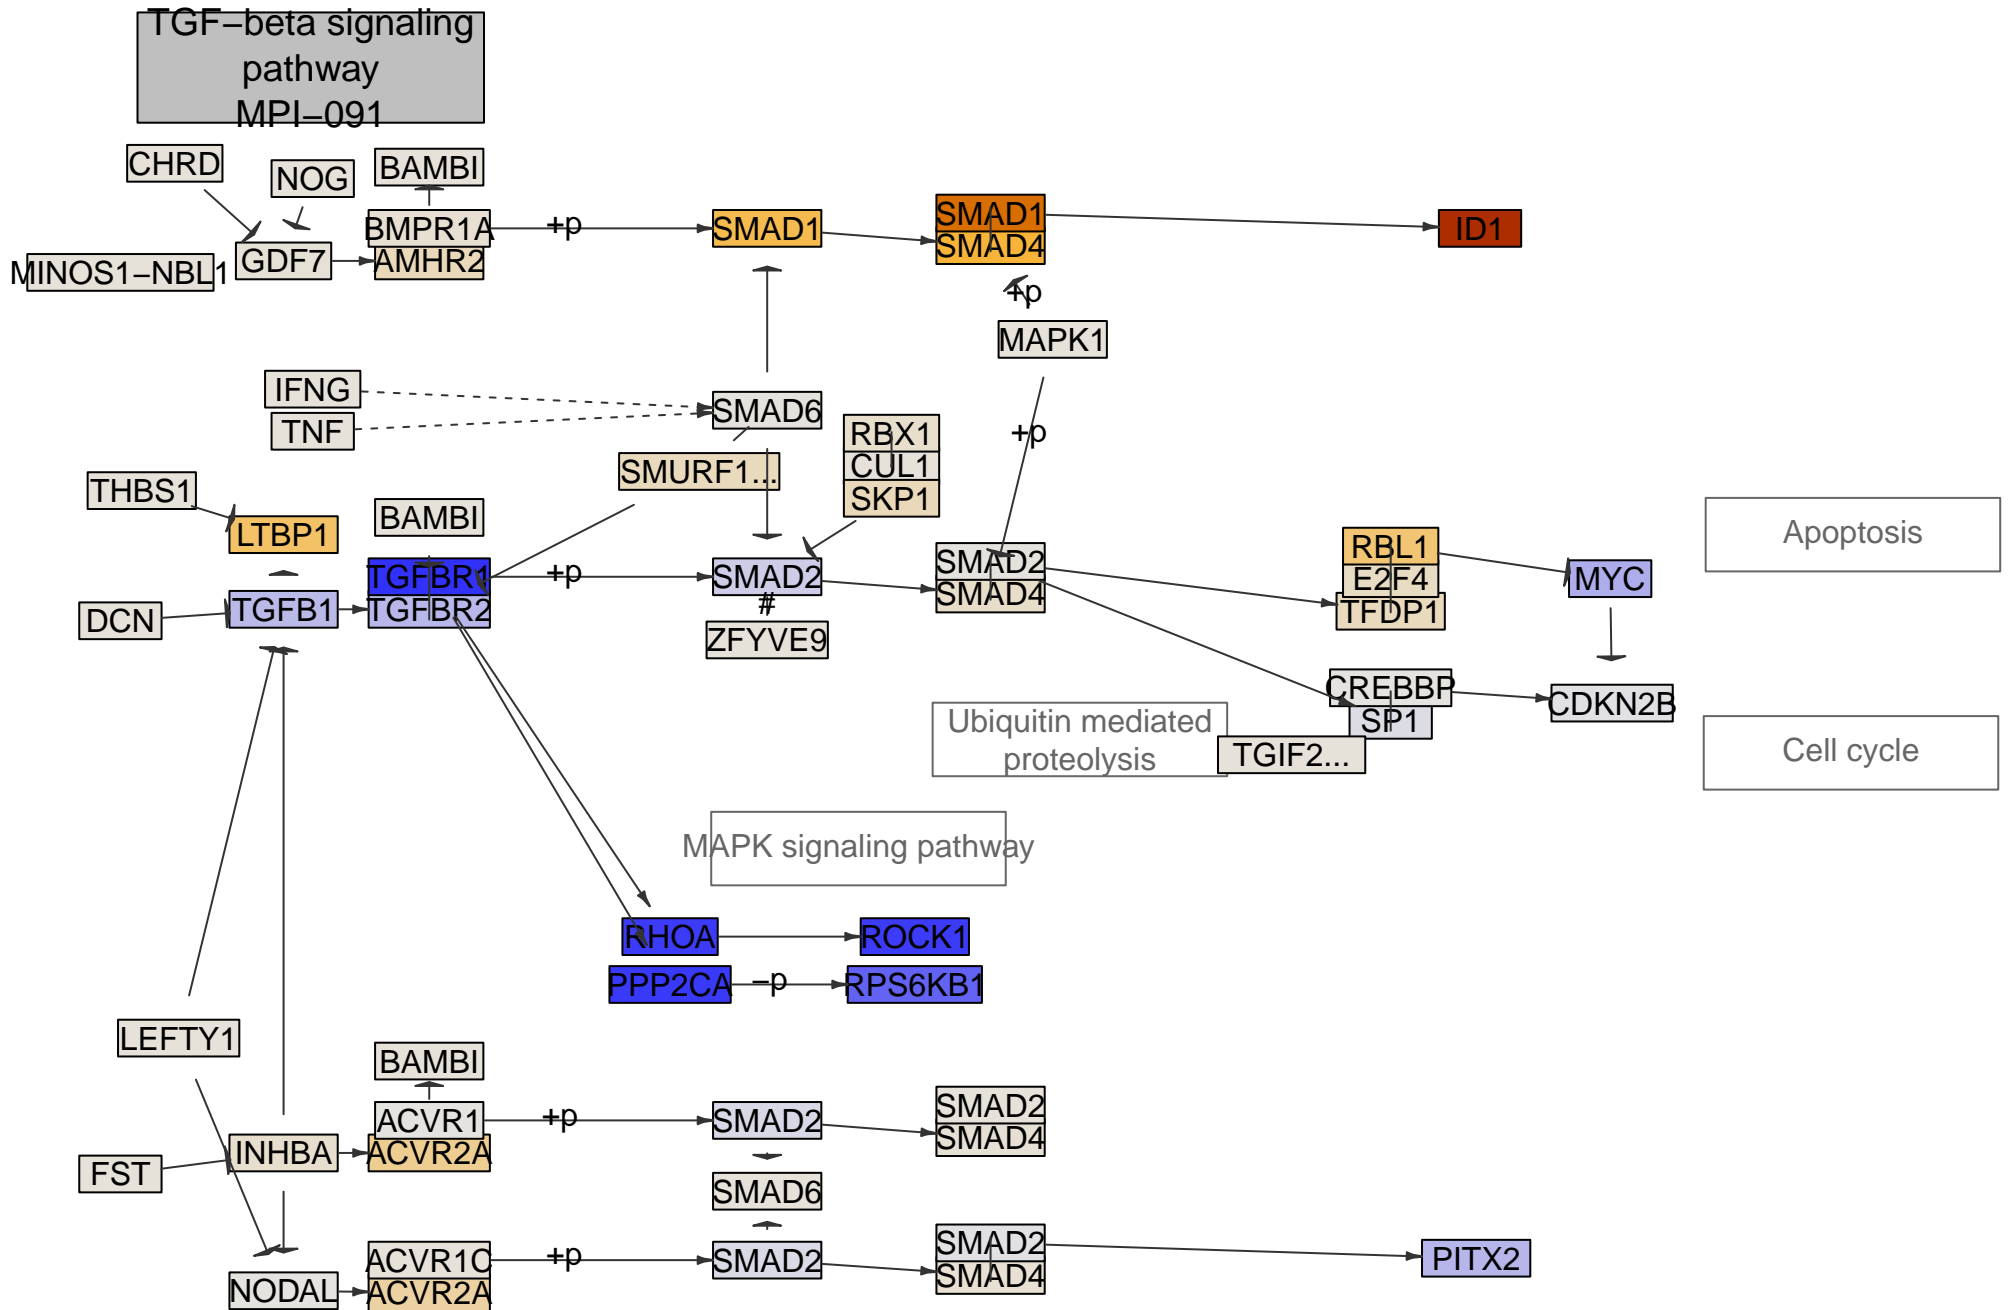 TGF−beta signaling
pathway
MPI−091
CHRD
NOG
BAMBI
BMPR1A
+p
SMAD1
SMAD1
SMAD4
ID1
MINOS1−NBL1
GDF7
AMHR2
+p
MAPK1
IFNG
TNF
SMAD6
RBX1
CUL1
SKP1
+p
SMURF1...
THBS1
LTBP1
BAMBI
Apoptosis
TGFBR1
TGFBR2
+p
SMAD2
#
ZFYVE9
SMAD2
SMAD4
RBL1
E2F4
TFDP1
MYC
DCN
TGFB1
CREBBP
SP1
TGIF2...
CDKN2B
Ubiquitin mediated
proteolysis
Cell cycle
MAPK signaling pathway
RHOA
ROCK1
PPP2CA
−p
RPS6KB1
LEFTY1
BAMBI
ACVR1
ACVR2A
+p
SMAD2
SMAD2
SMAD4
FST
INHBA
SMAD6
ACVR1C
ACVR2A
+p
SMAD2
SMAD2
SMAD4
PITX2
NODAL